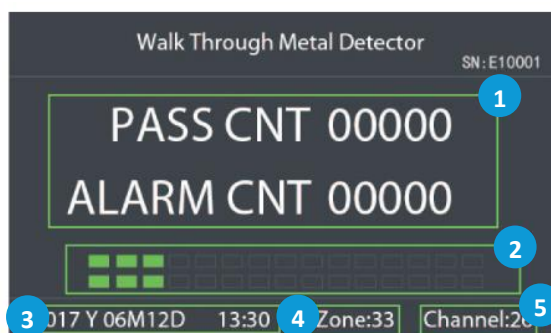 Walk Through Metal Detector
SN:E10001
1
PASS CNT 00000
ALARM CNT 00000
2
3 017 Y 06M12D 13:30 4 Zone:33 Channel:26 5